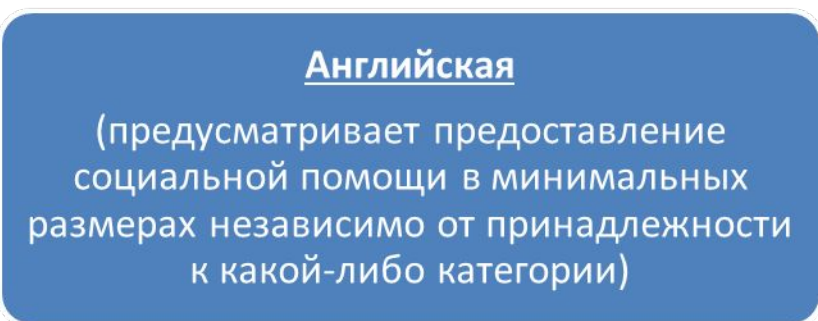 Английская
(предусматривает предоставление
социальной помощи в минимальных
размерах независимо от принадлежности
к какой-либо категории)